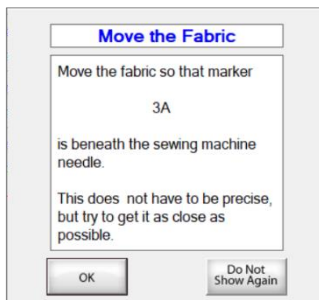 Move the Fabric
Move the fabric so that marker
3A
is beneath the sewing machine
needle.
This does  not have to be precise,
but try to get it as close as
possible.
OK
Do Not
Show Again